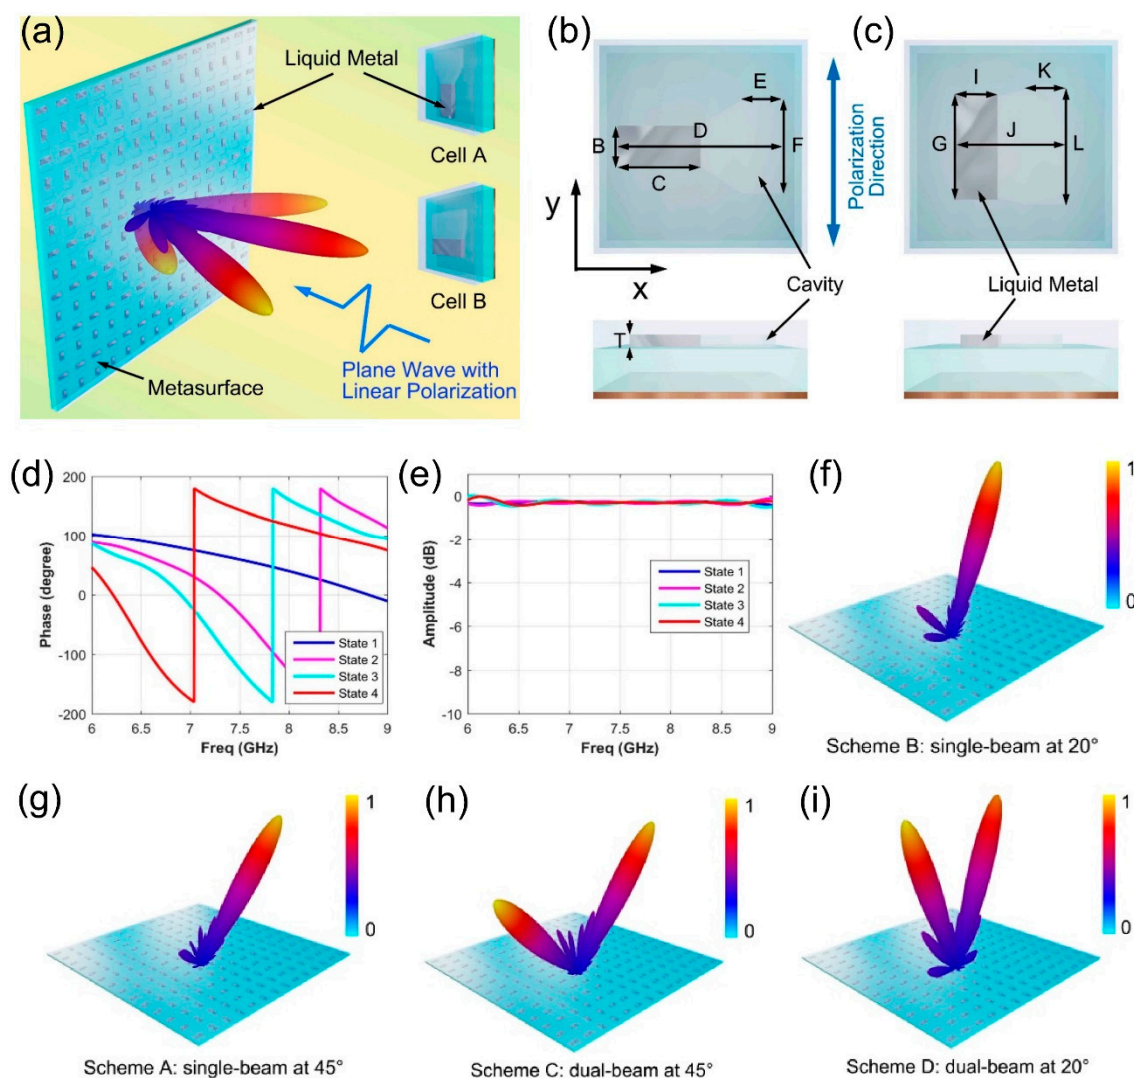 (a)
Liquid Metal
Cell A
Cell B
Metasurface
Plane Wave with
Linear Polarization
(b)
E
B
D
F
C
y
x
T
Polarization
Direction
Cavity
Liquid Metal
(c)
I
K
G
J
L
(d)
200
100
0
-100
-200
Phase (degree)
State 1
State 2
State 3
State 4
6
6.5
7
7.5
8
8.5
9
Freq (GHz)
(e)
0
-2
-4
-6
-8
-10
Amplitude (dB)
State 1
State 2
State 3
State 4
6
6.5
7
7.5
8
8.5
9
Freq (GHz)
(f)
1
0
Scheme B: single-beam at 20°
(g)
1
0
Scheme A: single-beam at 45°
(h)
1
0
Scheme C: dual-beam at 45°
(i)
1
0
Scheme D: dual-beam at 20°